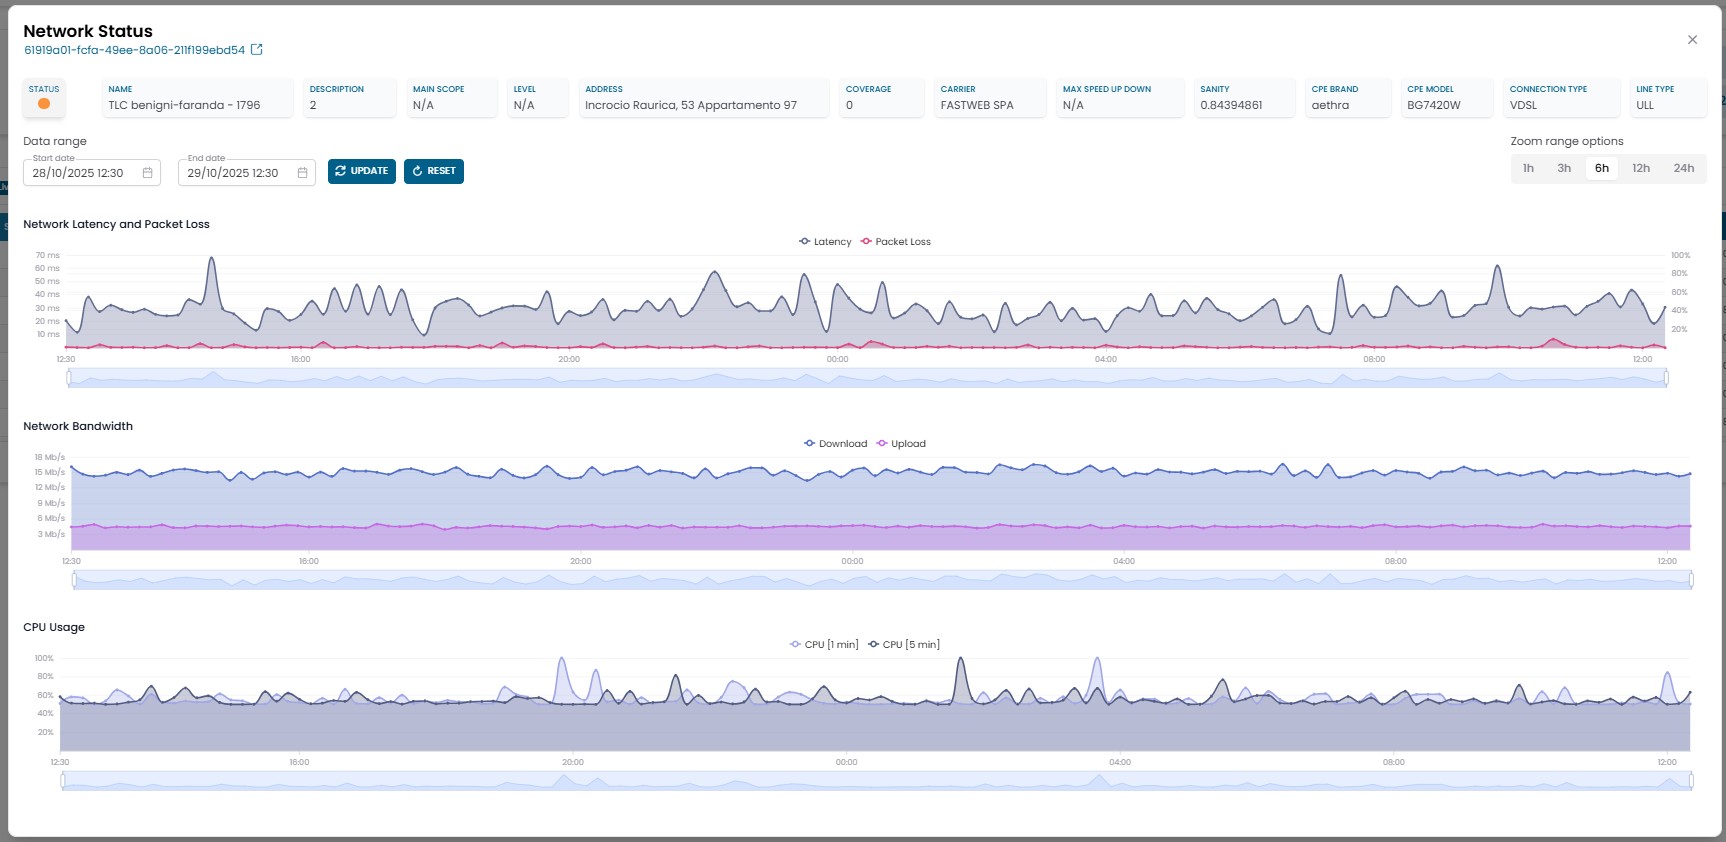 Network Status
61919a01-fcfa-49ee-8a06-211f199ebd54
STATUS
NAME
TLC benigni-faranda - 1796
DESCRIPTION
2
MAIN SCOPE
N/A
LEVEL
N/A
ADDRESS
Incrocio Raurica, 53 Appartamento 97
COVERAGE
0
CARRIER
FASTWEB SPA
MAX SPEED UP DOWN
N/A
SANITY
0.84394861
CPE BRAND
aethra
CPE MODEL
BG7420W
CONNECTION TYPE
VDSL
LINE TYPE
ULL
Data range
Start date
28/10/2025 12:30
End date
29/10/2025 12:30
UPDATE
RESET
Zoom range options
1h 3h 6h 12h 24h
Network Latency and Packet Loss
Latency Packet Loss
70 ms
60 ms
50 ms
40 ms
30 ms
20 ms
10 ms
100%
80%
60%
40%
20%
12:30 16:00 20:00 00:00 04:00 08:00 12:00
Network Bandwidth
Download Upload
18 Mb/s
15 Mb/s
12 Mb/s
9 Mb/s
6 Mb/s
3 Mb/s
12:30 16:00 20:00 00:00 04:00 08:00 12:00
CPU Usage
CPU [1 min] CPU [5 min]
100%
80%
60%
40%
20%
12:30 16:00 20:00 00:00 04:00 08:00 12:00